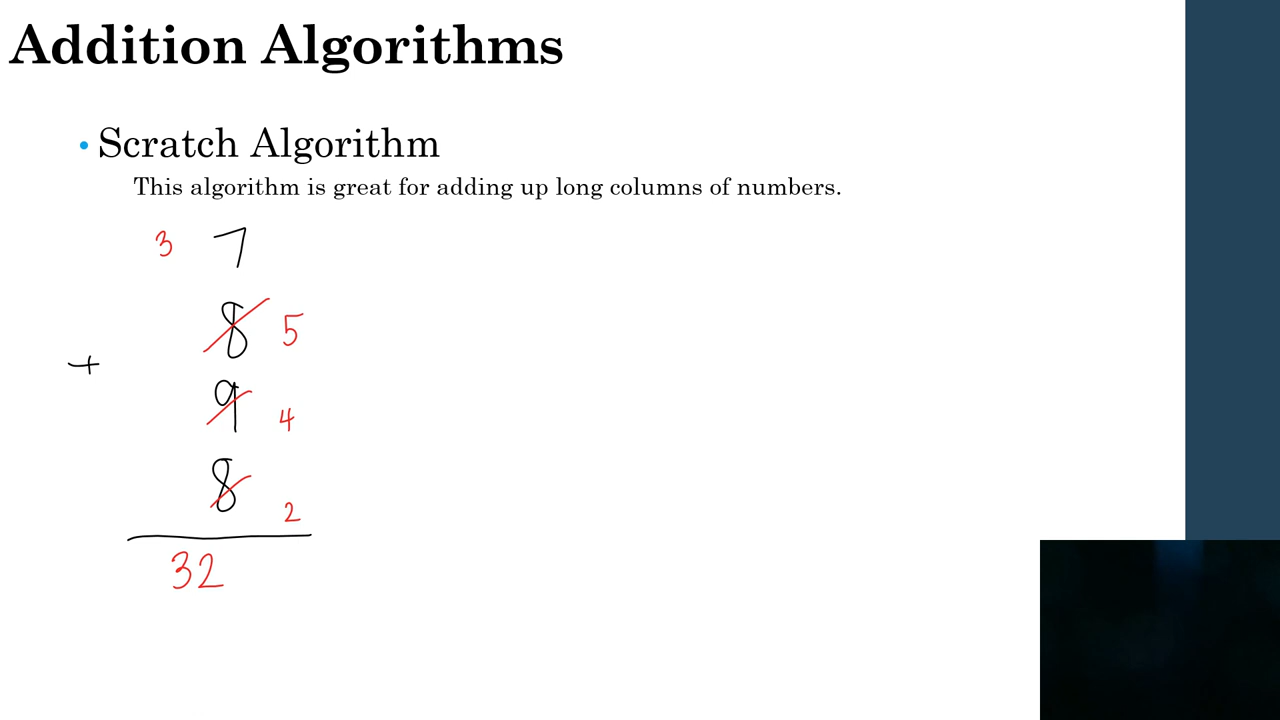 Addition Algorithms
• Scratch Algorithm
This algorithm is great for adding up long columns of numbers.
3 7
8 5
+
9 4
8 2
32